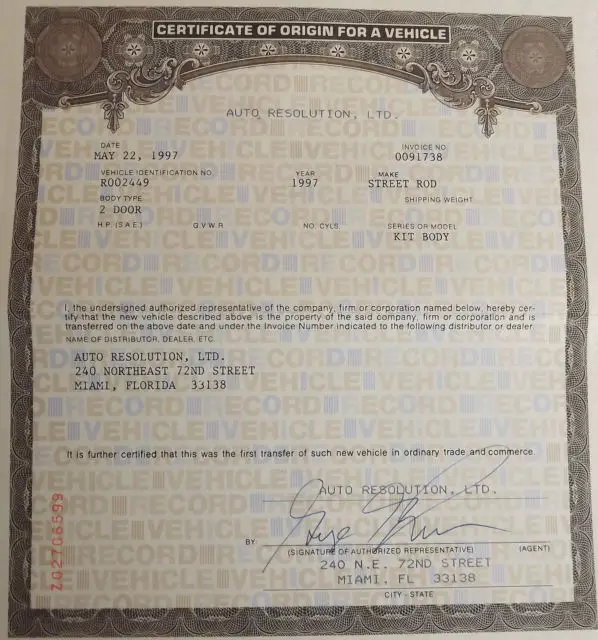 CERTIFICATE OF ORIGIN FOR A VEHICLE
AUTO RESOLUTION, LTD.
DATE INVOICE NO.
MAY 22, 1997 0091738
VEHICLE IDENTIFICATION NO. YEAR MAKE
R002449 1997 STREET ROD
BODY TYPE SHIPPING WEIGHT
2 DOOR
H.P. (S.A.E.) G.V.W.R. NO. CYLS. SERIES OR MODEL
KIT BODY
I, the undersigned authorized representative of the company, firm or corporation named below, hereby cer-
tify that the new vehicle described above is the property of the said company, firm or corporation and is
transferred on the above date and under the Invoice Number indicated to the following distributor or dealer.
NAME OF DISTRIBUTOR, DEALER, ETC.
AUTO RESOLUTION, LTD.
240 NORTHEAST 72ND STREET
MIAMI, FLORIDA 33138
It is further certified that this was the first transfer of such new vehicle in ordinary trade and commerce.
AUTO RESOLUTION, LTD.
BY:
(SIGNATURE OF AUTHORIZED REPRESENTATIVE) (AGENT)
240 N.E. 72ND STREET
MIAMI, FL 33138
CITY - STATE
Z02706599